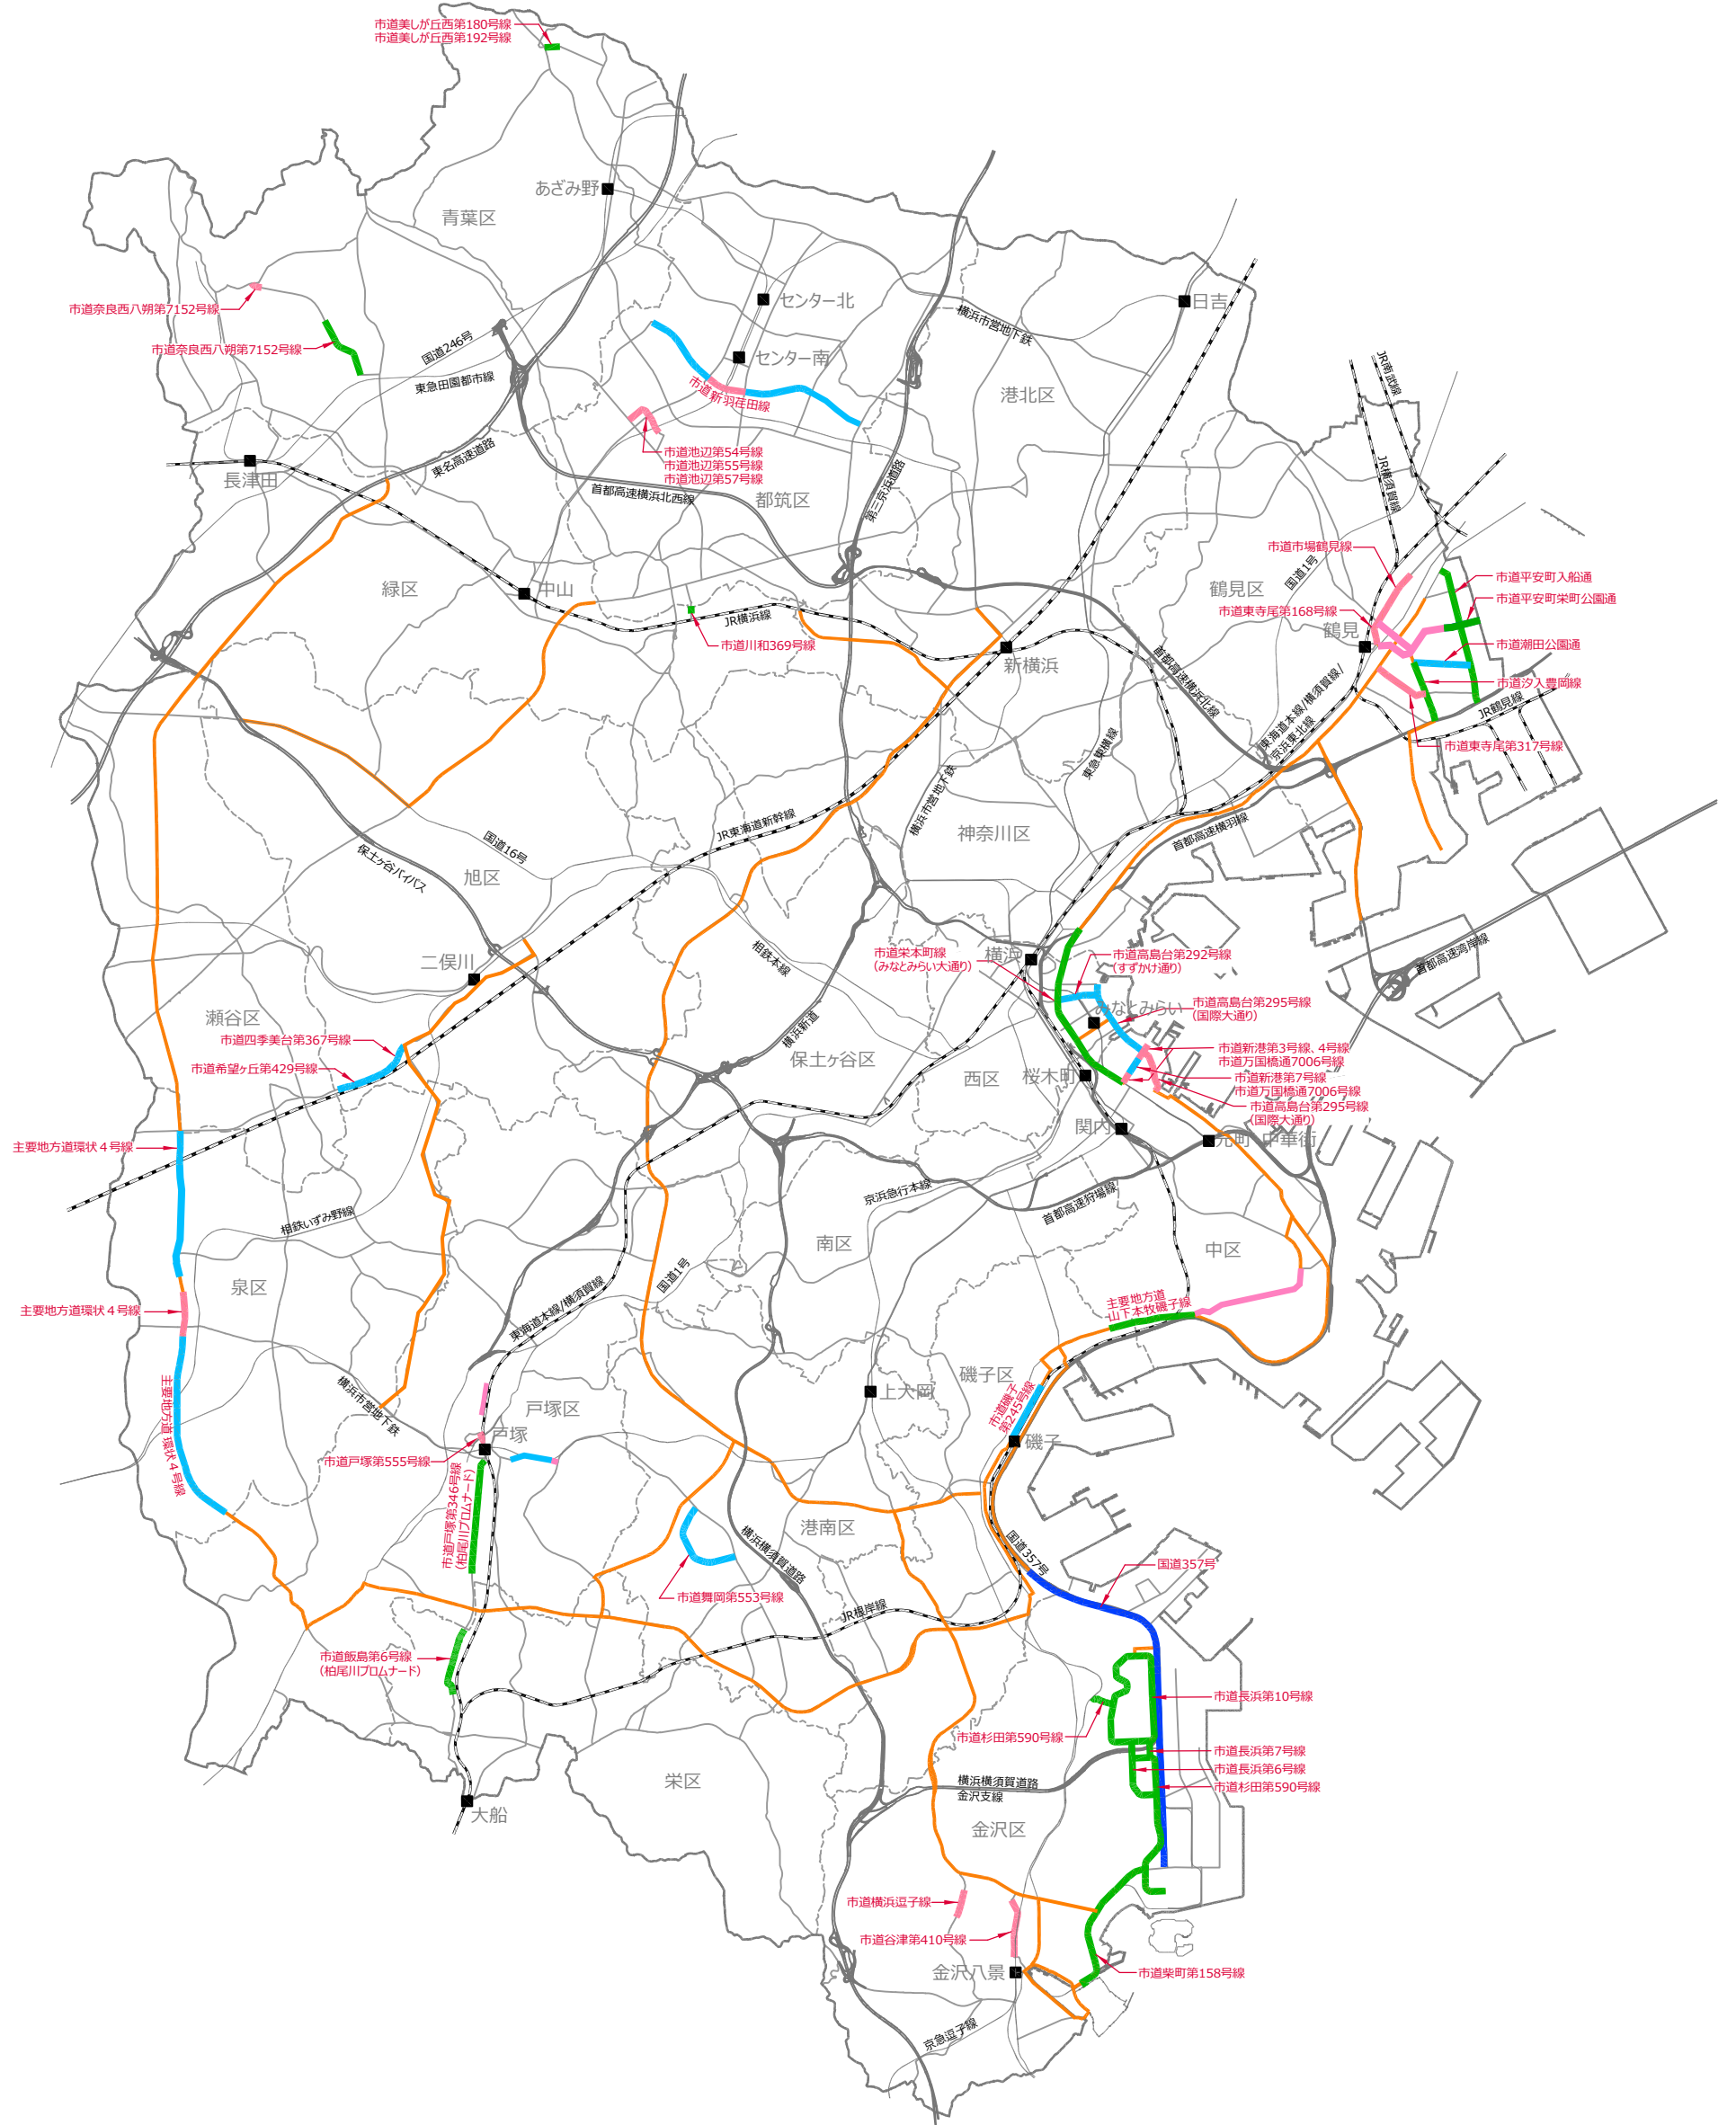 市道美しが丘西第180号線
市道美しが丘西第192号線
あざみ野
青葉区
市道奈良西八朔第7152号線
市道奈良西八朔第7152号線
国道246号
東急田園都市線
センター北
センター南
横浜市営地下鉄
日吉
港北区
市道新羽荏田線
市道池辺第54号線
市道池辺第55号線
市道池辺第57号線
JR南武線
JR横須賀線
長津田
東名高速道路
首都高速横浜北西線
都筑区
第三京浜道路
緑区
中山
JR横浜線
市道川和369号線
新横浜
鶴見区
国道1号
市道市場鶴見線
市道東寺尾第168号線
鶴見
市道平安町入船通
市道平安町栄町公園通
市道潮田公園通
市道汐入豊岡線
JR鶴見線
市道東寺尾第317号線
首都高速横浜北線
東海道本線/横須賀線/
京浜東北線
東急東横線
横浜市営地下鉄
神奈川区
首都高速横羽線
JR東海道新幹線
国道16号
保土ヶ谷バイパス
旭区
二俣川
相鉄本線
横浜新道
保土ヶ谷区
西区
瀬谷区
市道四季美台第367号線
市道希望ヶ丘第429号線
首都高速湾岸線
市道栄本町線
(みなとみらい大通り)
横浜
市道高島台第292号線
(すずかけ通り)
みなとみらい
市道高島台第295号線
(国際大通り)
市道新港第3号線、4号線
市道万国橋通7006号線
市道新港第7号線
市道万国橋通7006号線
市道高島台第295号線
(国際大通り)
桜木町
関内
元町・中華街
主要地方道環状４号線
相鉄いずみ野線
京浜急行本線
首都高速狩場線
南区
中区
泉区
主要地方道環状４号線
東海道本線/横須賀線
国道1号
主要地方道
山下本牧磯子線
主要地方道環状４号線
横浜市営地下鉄
戸塚区
戸塚
市道戸塚第555号線
市道戸塚第346号線
(柏尾川プロムナード)
上大岡
磯子区
市道磯子
第245号線
磯子
港南区
横浜横須賀道路
国道357号
国道357号
市道舞岡第553号線
JR根岸線
市道飯島第6号線
(柏尾川プロムナード)
市道長浜第10号線
市道杉田第590号線
市道長浜第7号線
市道長浜第6号線
市道杉田第590号線
栄区
大船
横浜横須賀道路
金沢支線
金沢区
市道横浜逗子線
市道谷津第410号線
金沢八景
市道柴町第158号線
京急逗子線